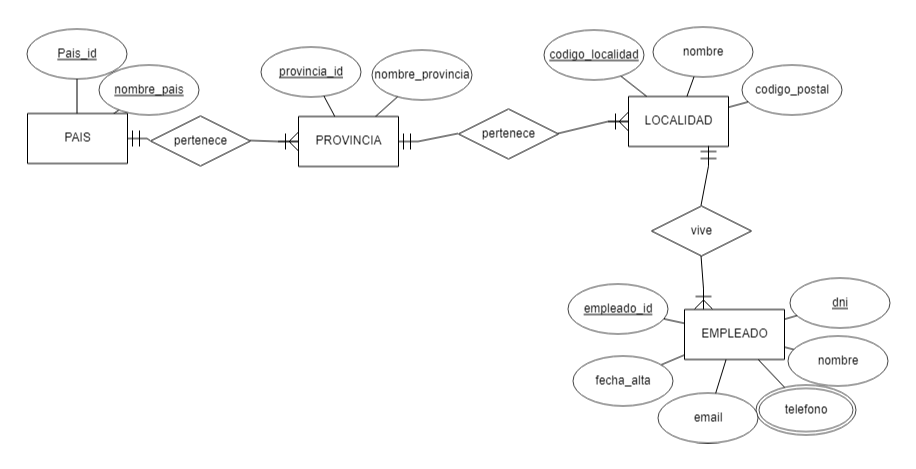 Pais_id
nombre_pais
PAIS
pertenece
provincia_id
nombre_provincia
PROVINCIA
pertenece
codigo_localidad
nombre
codigo_postal
LOCALIDAD
vive
empleado_id
dni
EMPLEADO
nombre
fecha_alta
email
telefono